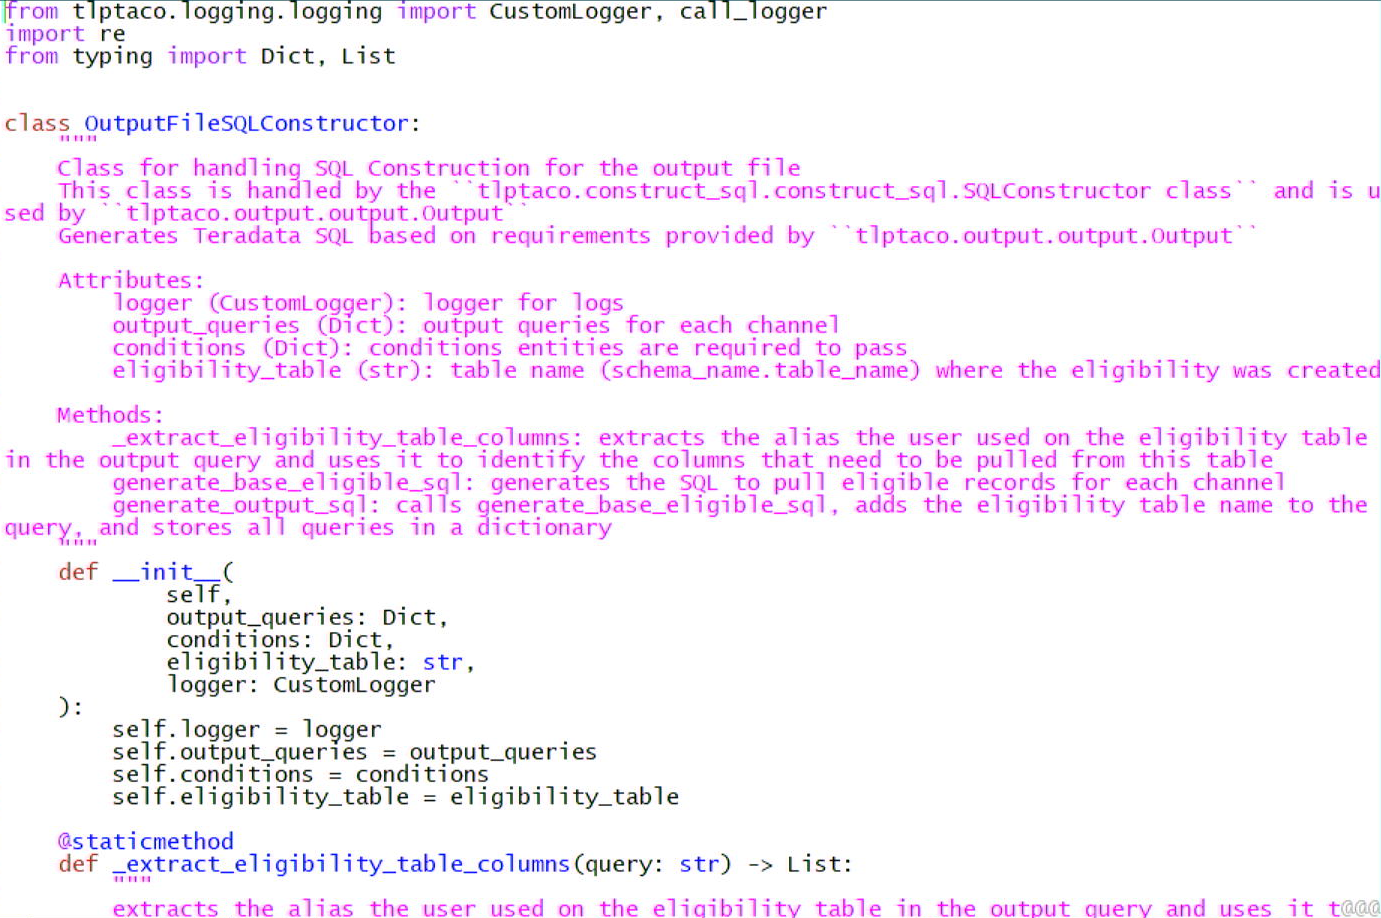 from tlptaco.logging.logging import CustomLogger, call_logger
import re
from typing import Dict, List
class OutputFileSQLConstructor:
    """
    Class for handling SQL Construction for the output file
    This class is handled by the ``tlptaco.construct_sql.construct_sql.SQLConstructor class`` and is u
sed by ``tlptaco.output.output.Output``
    Generates Teradata SQL based on requirements provided by ``tlptaco.output.output.Output``
    Attributes:
        logger (CustomLogger): logger for logs
        output_queries (Dict): output queries for each channel
        conditions (Dict): conditions entities are required to pass
        eligibility_table (str): table name (schema_name.table_name) where the eligibility was created
    Methods:
        _extract_eligibility_table_columns: extracts the alias the user used on the eligibility table
in the output query and uses it to identify the columns that need to be pulled from this table
        generate_base_eligible_sql: generates the SQL to pull eligible records for each channel
        generate_output_sql: calls generate_base_eligible_sql, adds the eligibility table name to the
query, and stores all queries in a dictionary
    """
    def __init__(
            self,
            output_queries: Dict,
            conditions: Dict,
            eligibility_table: str,
            logger: CustomLogger
    ):
        self.logger = logger
        self.output_queries = output_queries
        self.conditions = conditions
        self.eligibility_table = eligibility_table
    @staticmethod
    def _extract_eligibility_table_columns(query: str) -> List:
        """
        extracts the alias the user used on the eligibility table in the output query and uses it t@@@